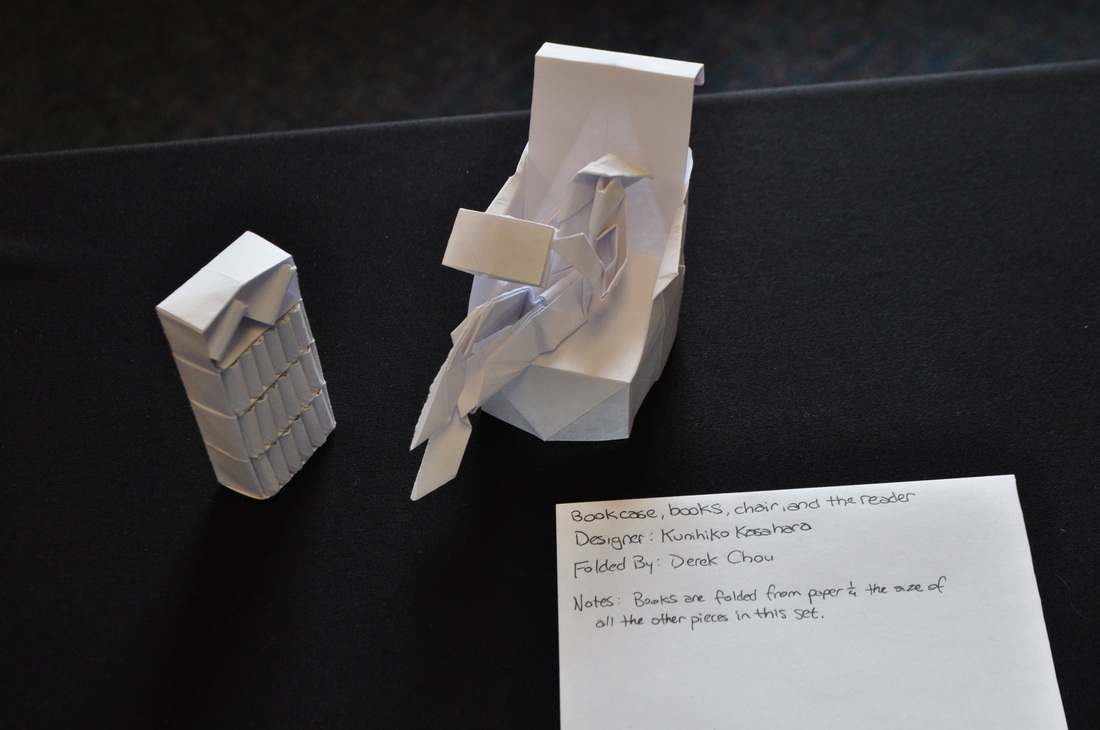 Bookcase, books, chair, and the reader
Designer: Kunihiko Kasahara
Folded By: Derek Chou
Notes: Books are folded from paper ¼ the size of
all the other pieces in this set.